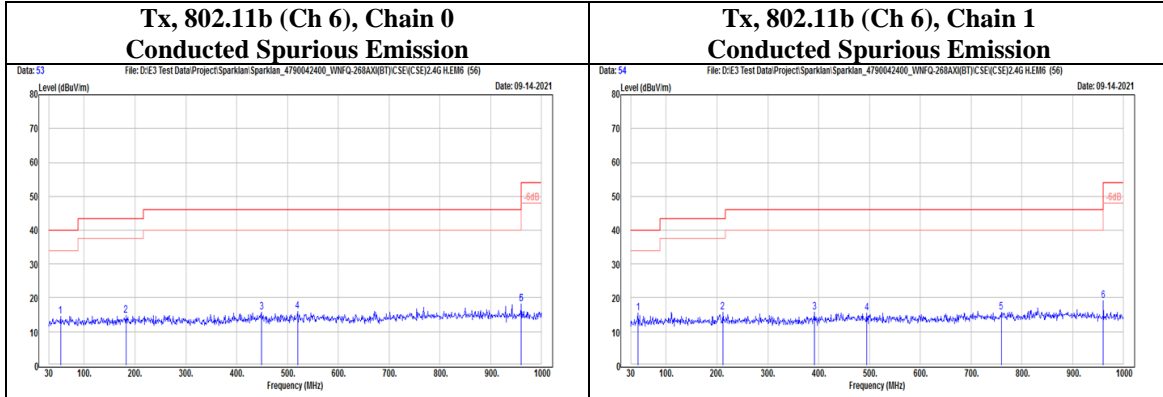 Tx, 802.11b (Ch 6), Chain 0
Conducted Spurious Emission
Tx, 802.11b (Ch 6), Chain 1
Conducted Spurious Emission
Data: 53
File: D:\E3 Test Data\Project\Sparklan\Sparklan_4790042400_WNFQ-268AXI(BT)\CSE\(CSE)2.4G H.EM6 (56)
Level (dBuV/m)
Date: 09-14-2021
80
70
60
50
-6dB
40
30
20
1 2 3 4 5
10
0
30 100. 200. 300. 400. 500. 600. 700. 800. 900. 1000
Frequency (MHz)
Data: 54
File: D:\E3 Test Data\Project\Sparklan\Sparklan_4790042400_WNFQ-268AXI(BT)\CSE\(CSE)2.4G H.EM6 (56)
Level (dBuV/m)
Date: 09-14-2021
80
70
60
50
-6dB
40
30
20
1 2 3 4 5 6
10
0
30 100. 200. 300. 400. 500. 600. 700. 800. 900. 1000
Frequency (MHz)